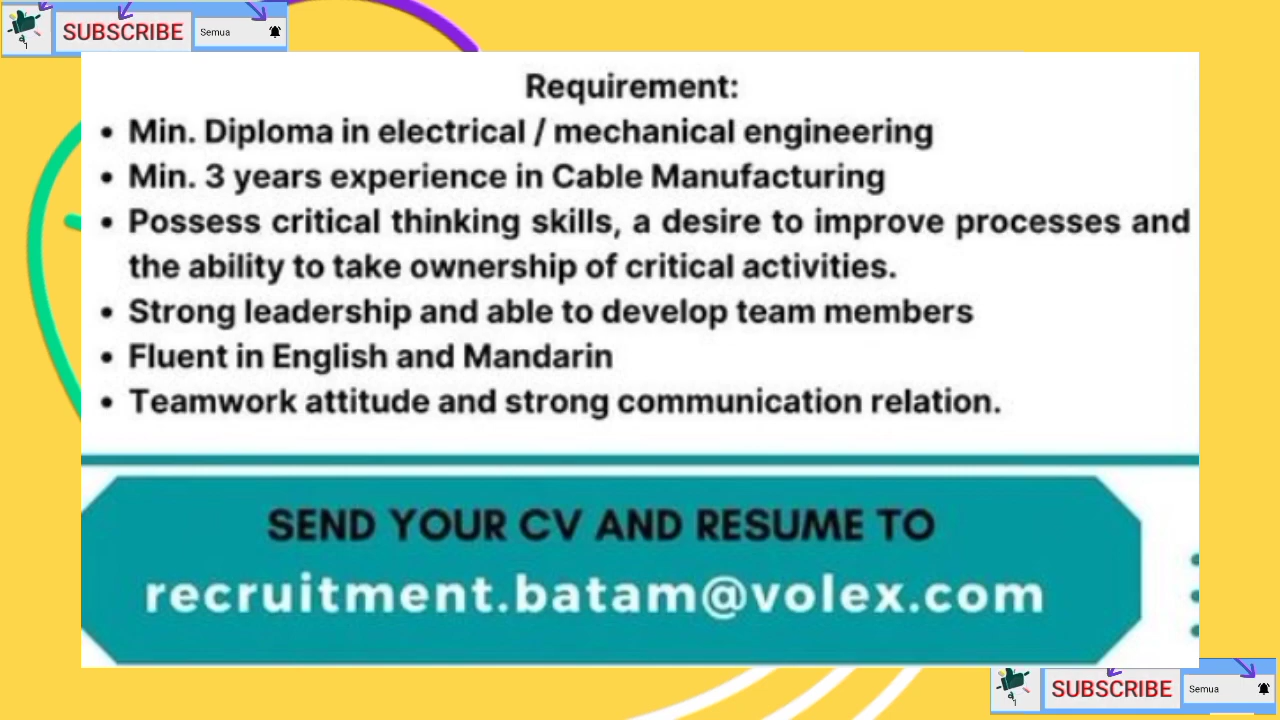 SUBSCRIBE
Semua
Requirement:
• Min. Diploma in electrical / mechanical engineering
• Min. 3 years experience in Cable Manufacturing
• Possess critical thinking skills, a desire to improve processes and
the ability to take ownership of critical activities.
• Strong leadership and able to develop team members
• Fluent in English and Mandarin
• Teamwork attitude and strong communication relation.
SEND YOUR CV AND RESUME TO
recruitment.batam@volex.com
SUBSCRIBE
Semua